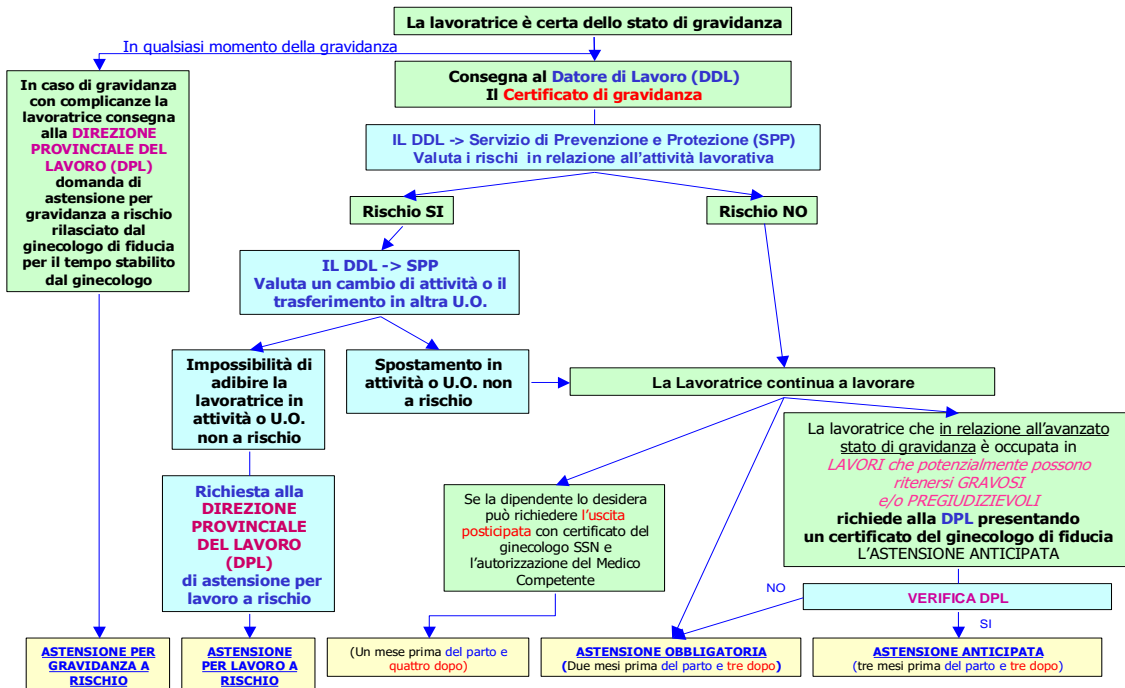 La lavoratrice è certa dello stato di gravidanza
In qualsiasi momento della gravidanza
In caso di gravidanza
con complicanze la
lavoratrice consegna
alla DIREZIONE
PROVINCIALE DEL
LAVORO (DPL)
domanda di
astensione per
gravidanza a rischio
rilasciato dal
ginecologo di fiducia
per il tempo stabilito
dal ginecologo
Consegna al Datore di Lavoro (DDL)
Il Certificato di gravidanza
IL DDL -> Servizio di Prevenzione e Protezione (SPP)
Valuta i rischi in relazione all'attività lavorativa
Rischio SI
Rischio NO
IL DDL -> SPP
Valuta un cambio di attività o il
trasferimento in altra U.O.
Impossibilità di
adibire la
lavoratrice in
attività o U.O.
non a rischio
Spostamento in
attività o U.O. non
a rischio
La Lavoratrice continua a lavorare
Richiesta alla
DIREZIONE
PROVINCIALE
DEL LAVORO
(DPL)
di astensione per
lavoro a rischio
Se la dipendente lo desidera
può richiedere l'uscita
posticipata con certificato del
ginecologo SSN e
l'autorizzazione del Medico
Competente
La lavoratrice che in relazione all'avanzato
stato di gravidanza è occupata in
LAVORI che potenzialmente possono
ritenersi GRAVOSI
e/o PREGIUDIZIEVOLI
richiede alla DPL presentando
un certificato del ginecologo di fiducia
L'ASTENSIONE ANTICIPATA
NO
VERIFICA DPL
SI
ASTENSIONE PER
GRAVIDANZA A
RISCHIO
ASTENSIONE
PER LAVORO A
RISCHIO
(Un mese prima del parto e
quattro dopo)
ASTENSIONE OBBLIGATORIA
(Due mesi prima del parto e tre dopo)
ASTENSIONE ANTICIPATA
(tre mesi prima del parto e tre dopo)